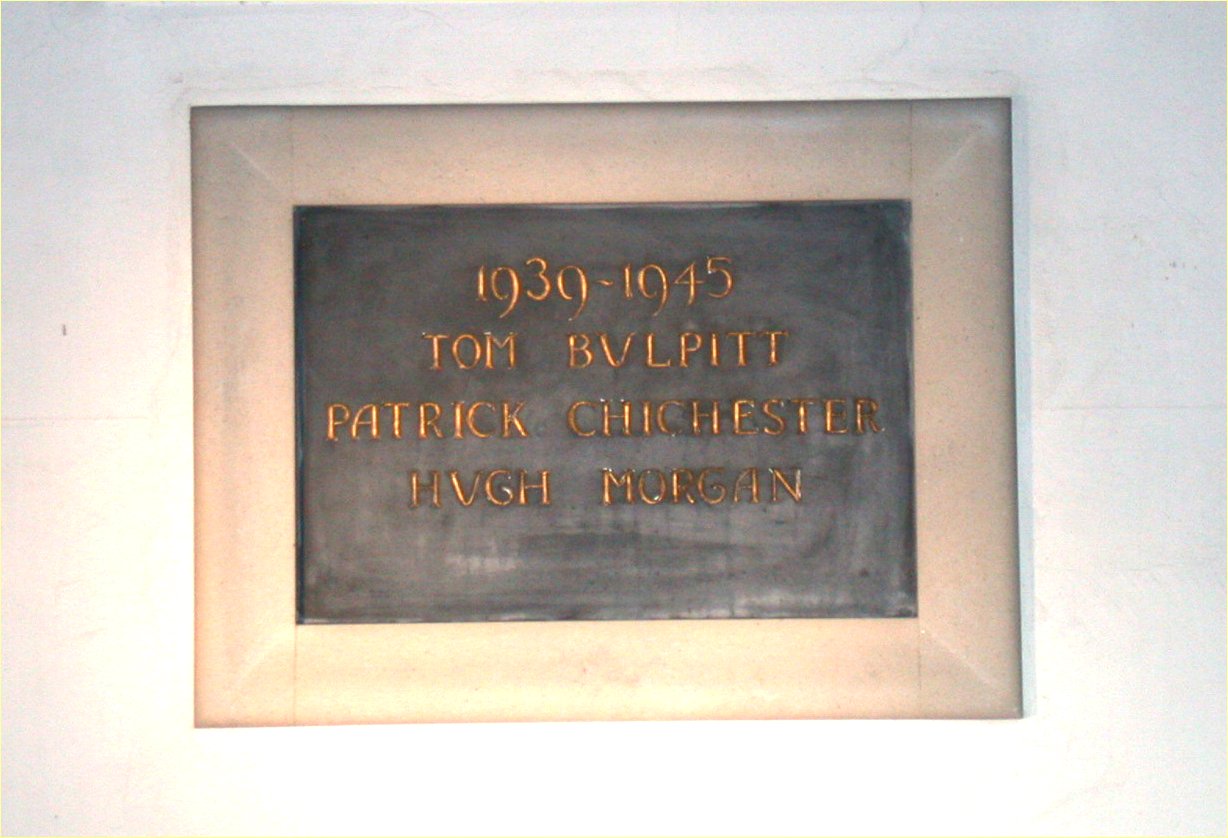 1939-1945
TOM BVLPITT
PATRICK CHICHESTER
HVGH MORGAN